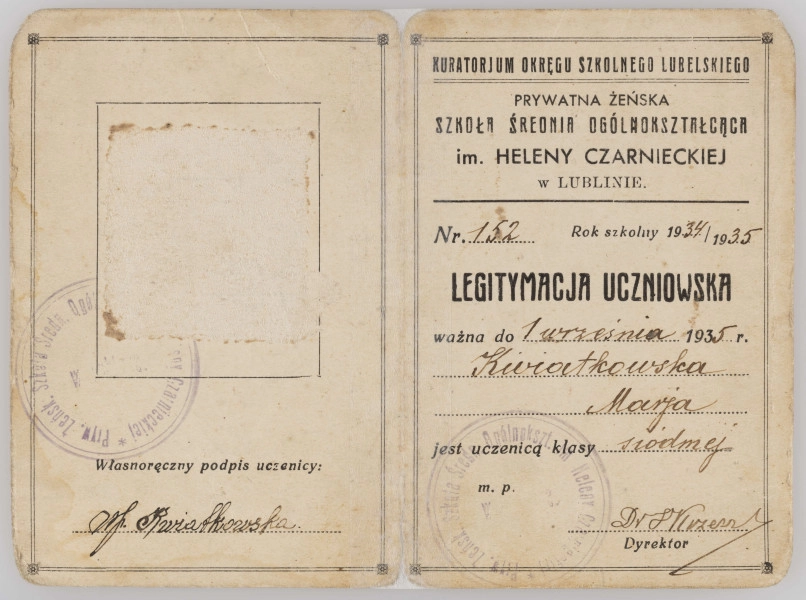 Własnoręczny podpis uczenicy:
M. Kwiatkowska
KURATORJUM OKRĘGU SZKOLNEGO LUBELSKIEGO
PRYWATNA ŻEŃSKA
SZKOŁA ŚREDNIA OGÓLNOKSZTAŁCĄCA
im. HELENY CZARNIECKIEJ
w LUBLINIE.
Nr. 152 Rok szkolny 1934/1935
LEGITYMACJA UCZNIOWSKA
ważna do 1 września 1935 r.
Kwiatkowska
Marja
jest uczenicą klasy siódmej
m. p.
Dr
Dyrektor